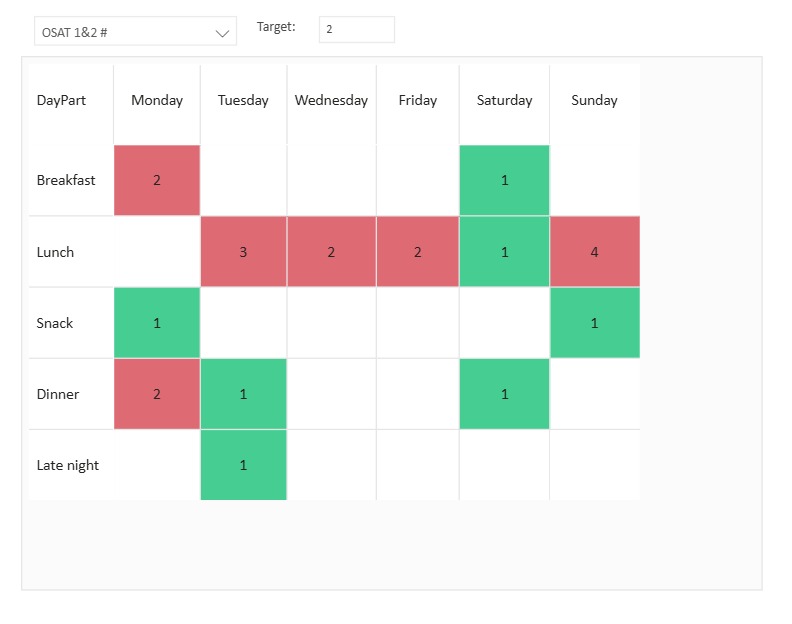 OSAT 1&2 # Target: 2
DayPart Monday Tuesday Wednesday Friday Saturday Sunday
Breakfast 2 1
Lunch 3 2 2 1 4
Snack 1 1
Dinner 2 1 1
Late night 1